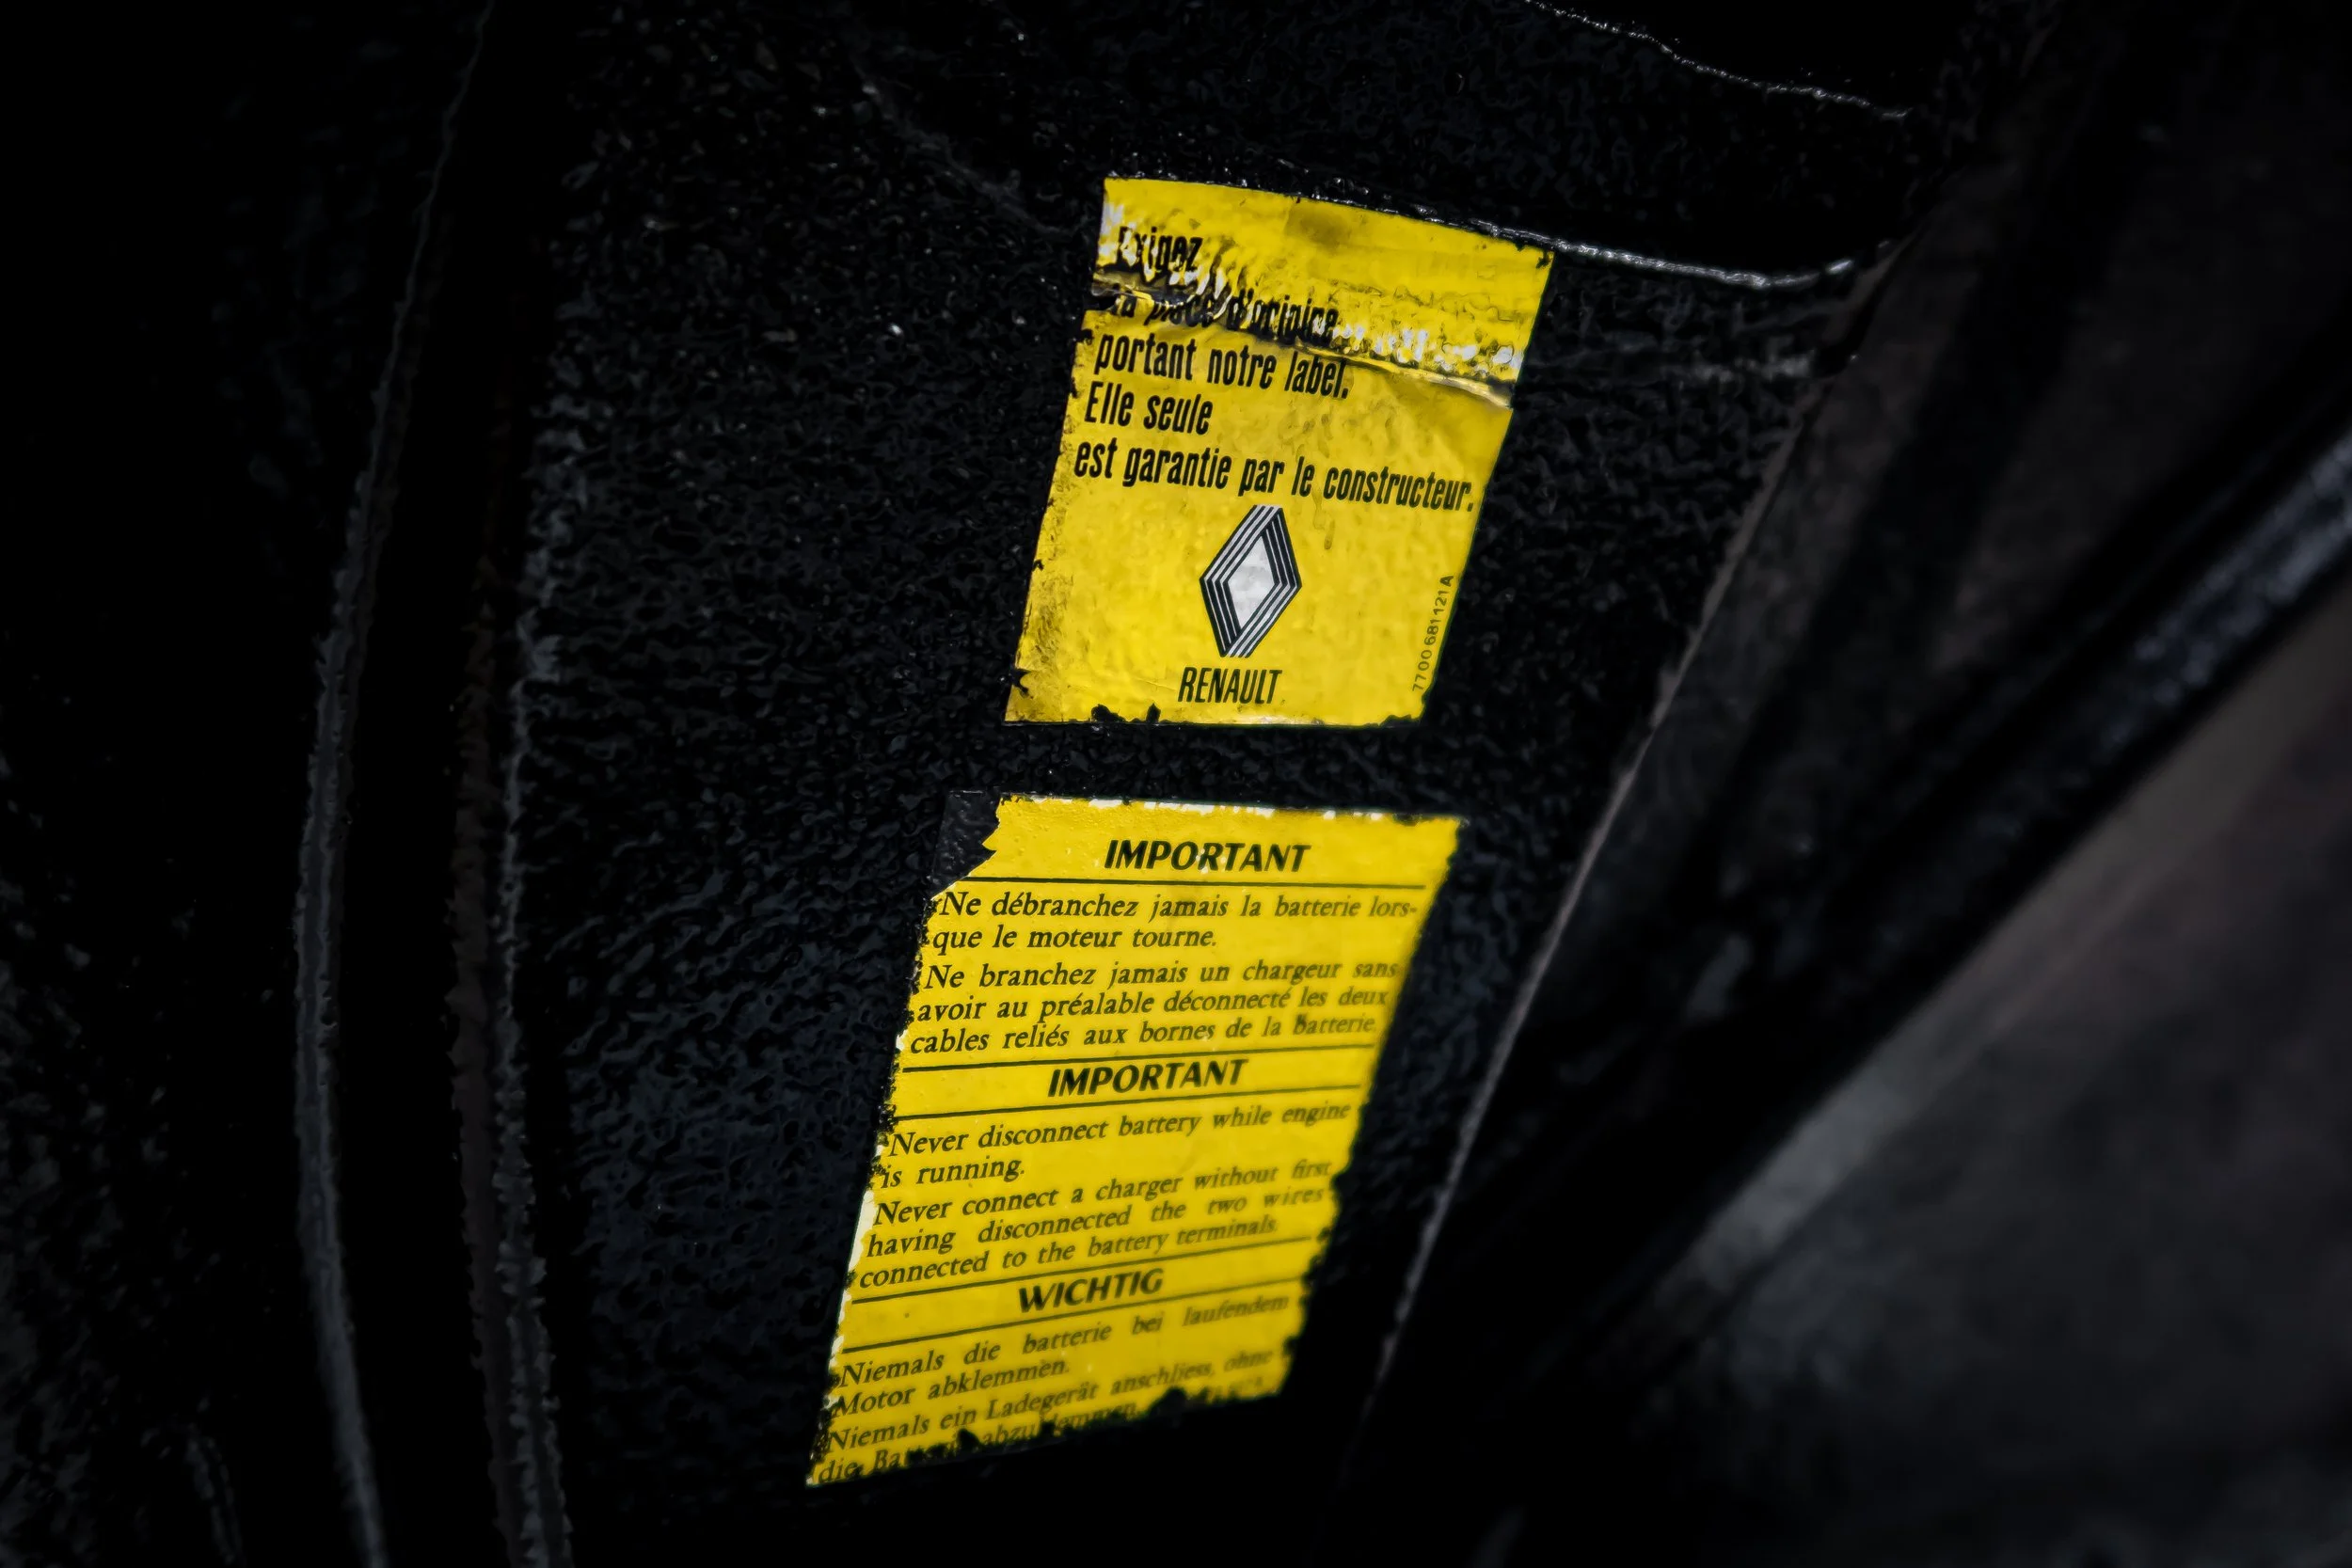 Exigez
la pièce d'origine
portant notre label.
Elle seule
est garantie par le constructeur.
RENAULT
7700681121A
IMPORTANT
Ne débranchez jamais la batterie lors-
que le moteur tourne.
Ne branchez jamais un chargeur sans
avoir au préalable déconnecté les deux
cables reliés aux bornes de la batterie.
IMPORTANT
Never disconnect battery while engine
is running.
Never connect a charger without first
having disconnected the two wires
connected to the battery terminals.
WICHTIG
Niemals die batterie bei laufendem
Motor abklemmen.
Niemals ein Ladegerät anschliess, ohne
die